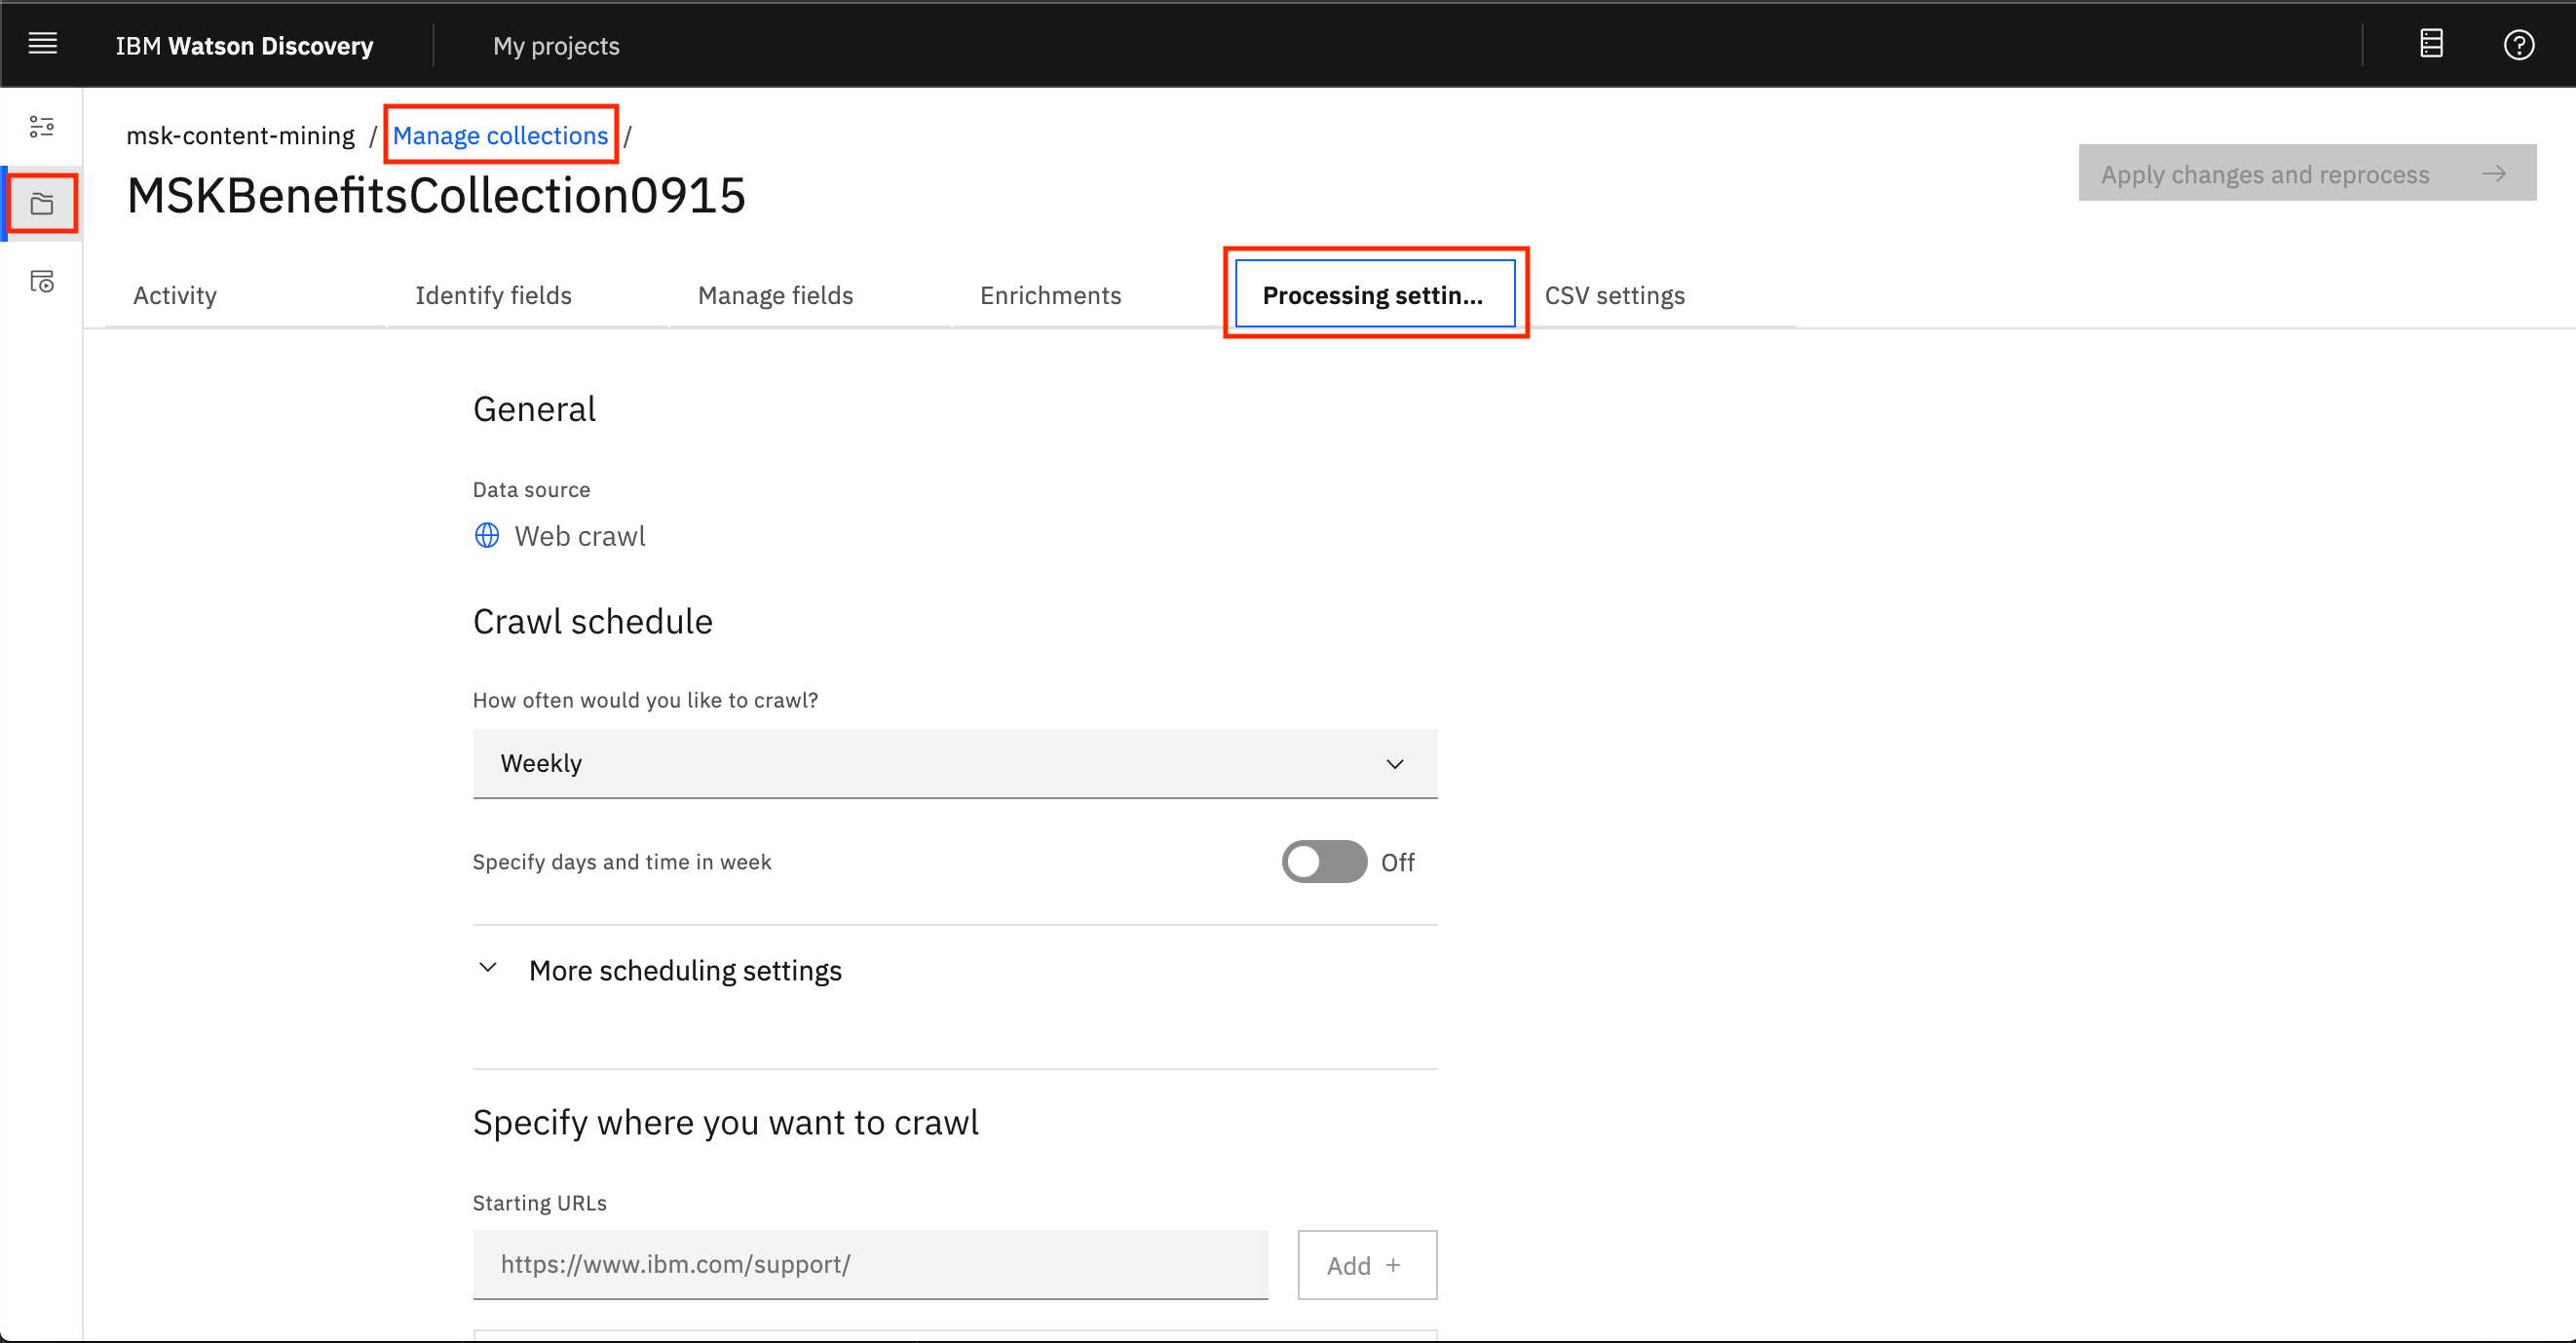 IBM Watson Discovery
My projects
msk-content-mining / Manage collections /
MSKBenefitsCollection0915
Apply changes and reprocess
Activity
Identify fields
Manage fields
Enrichments
Processing settin...
CSV settings
General
Data source
Web crawl
Crawl schedule
How often would you like to crawl?
Weekly
Specify days and time in week
Off
More scheduling settings
Specify where you want to crawl
Starting URLs
https://www.ibm.com/support/
Add +